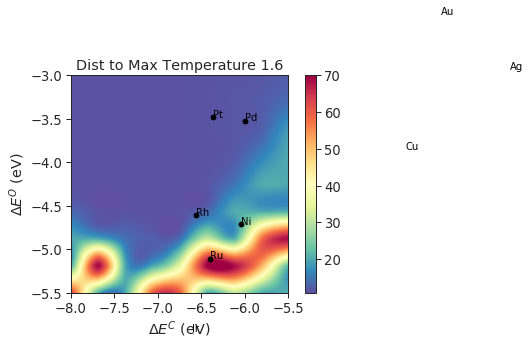 Au
Dist to Max Temperature 1.6
Ag
−3.0
−3.5
−4.0
−4.5
−5.0
−5.5
ΔE^O (eV)
Pt
Pd
Rh
Ni
Ru
70
60
50
40
30
20
Cu
−8.0 −7.5 −7.0 −6.5 −6.0 −5.5
ΔE^C (eV)